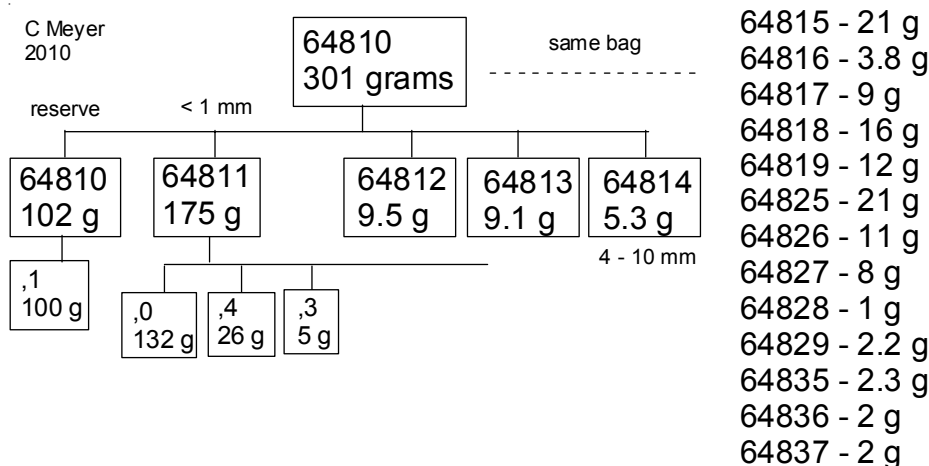 C Meyer
2010
64810
301 grams
same bag
reserve
< 1 mm
64810
102 g
64811
175 g
64812
9.5 g
64813
9.1 g
64814
5.3 g
4 - 10 mm
,1
100 g
,0
132 g
,4
26 g
,3
5 g
64815 - 21 g
64816 - 3.8 g
64817 - 9 g
64818 - 16 g
64819 - 12 g
64825 - 21 g
64826 - 11 g
64827 - 8 g
64828 - 1 g
64829 - 2.2 g
64835 - 2.3 g
64836 - 2 g
64837 - 2 g